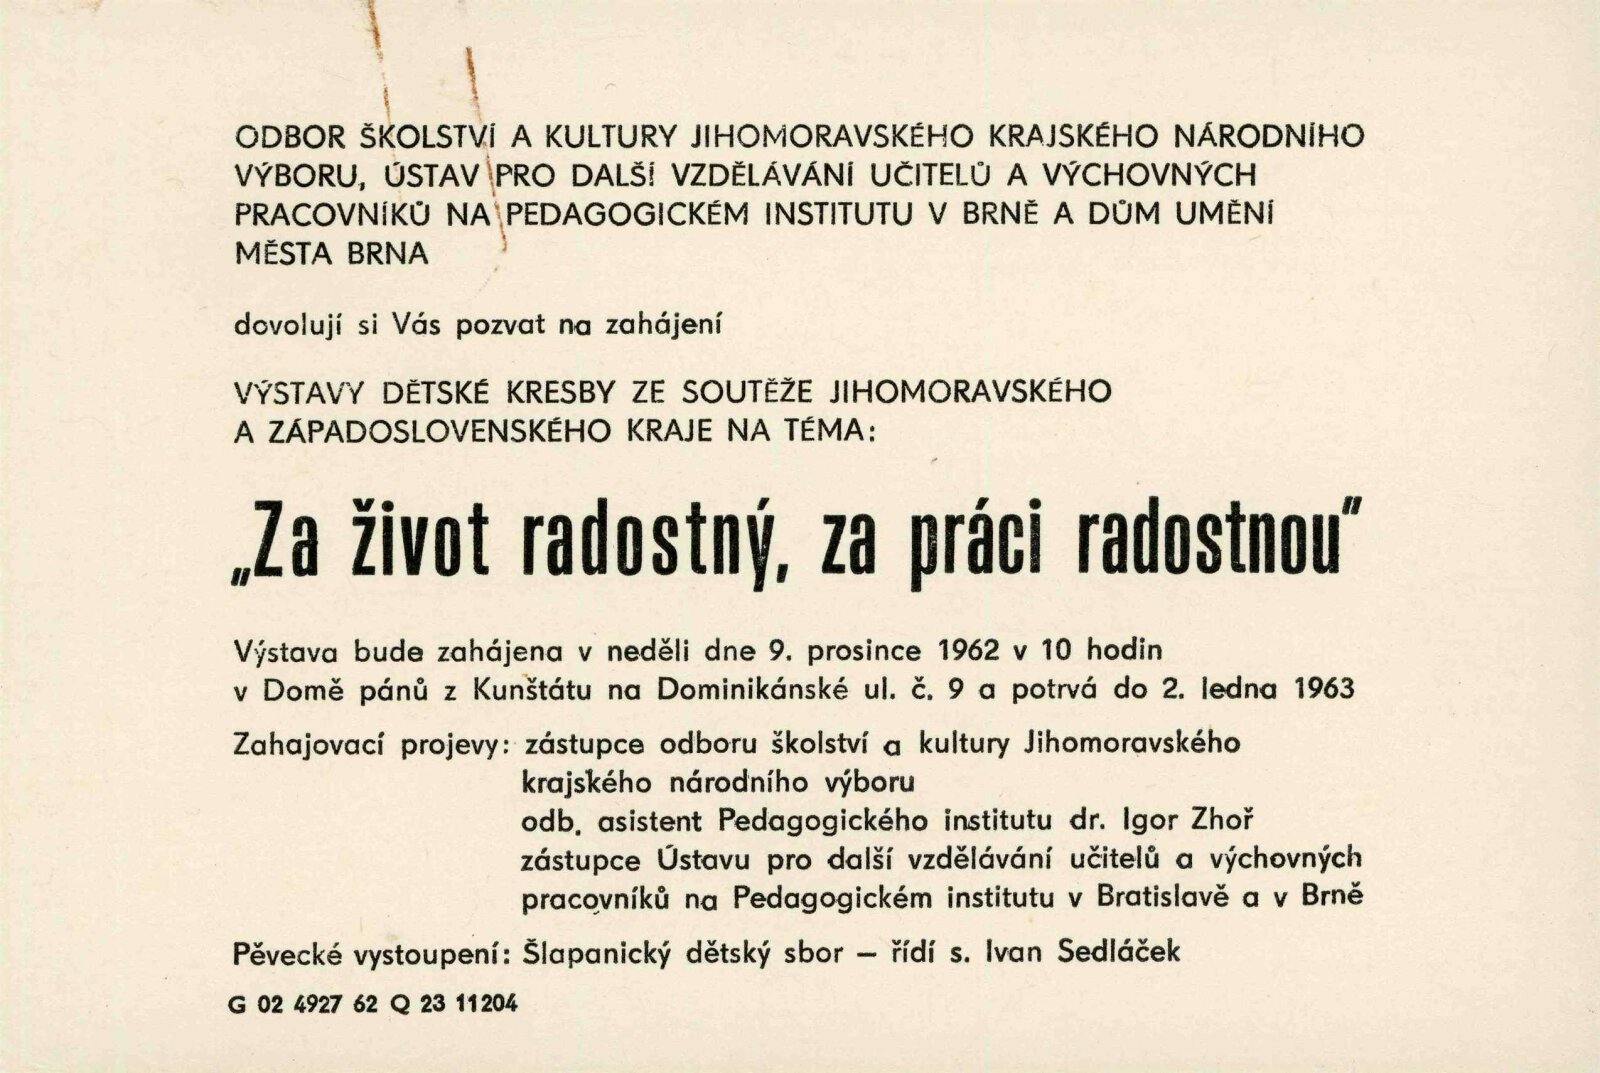 ODBOR ŠKOLSTVÍ A KULTURY JIHOMORAVSKÉHO KRAJSKÉHO NÁRODNÍHO
VÝBORU, ÚSTAV PRO DALŠÍ VZDĚLÁVÁNÍ UČITELŮ A VÝCHOVNÝCH
PRACOVNÍKŮ NA PEDAGOGICKÉM INSTITUTU V BRNĚ A DŮM UMĚNÍ
MĚSTA BRNA
dovolují si Vás pozvat na zahájení
VÝSTAVY DĚTSKÉ KRESBY ZE SOUTĚŽE JIHOMORAVSKÉHO
A ZÁPADOSLOVENSKÉHO KRAJE NA TÉMA:
„Za život radostný, za práci radostnou"
Výstava bude zahájena v neděli dne 9. prosince 1962 v 10 hodin
v Domě pánů z Kunštátu na Dominikánské ul. č. 9 a potrvá do 2. ledna 1963
Zahajovací projevy: zástupce odboru školství a kultury Jihomoravského
krajského národního výboru
odb. asistent Pedagogického institutu dr. Igor Zhoř
zástupce Ústavu pro další vzdělávání učitelů a výchovných
pracovníků na Pedagogickém institutu v Bratislavě a v Brně
Pěvecké vystoupení: Šlapanický dětský sbor – řídí s. Ivan Sedláček
G 02 4927 62 Q 23 11204